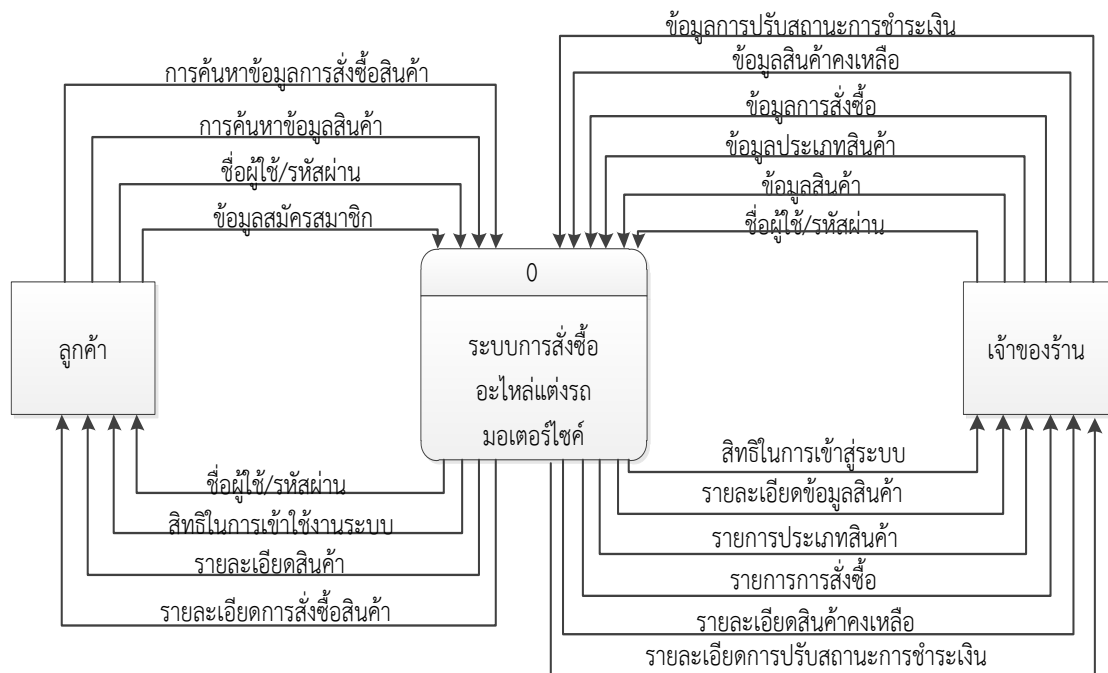 ข้อมูลการปรับสถานะการชำระเงิน
ข้อมูลสินค้าคงเหลือ
การค้นหาข้อมูลการสั่งซื้อสินค้า
ข้อมูลการสั่งซื้อ
การค้นหาข้อมูลสินค้า
ข้อมูลประเภทสินค้า
ชื่อผู้ใช้/รหัสผ่าน
ข้อมูลสินค้า
ข้อมูลสมัครสมาชิก
ชื่อผู้ใช้/รหัสผ่าน
0
ลูกค้า
ระบบการสั่งซื้อ
อะไหล่แต่งรถ
มอเตอร์ไซค์
เจ้าของร้าน
สิทธิในการเข้าสู่ระบบ
ชื่อผู้ใช้/รหัสผ่าน
รายละเอียดข้อมูลสินค้า
สิทธิในการเข้าใช้งานระบบ
รายการประเภทสินค้า
รายละเอียดสินค้า
รายการการสั่งซื้อ
รายละเอียดการสั่งซื้อสินค้า
รายละเอียดสินค้าคงเหลือ
รายละเอียดการปรับสถานะการชำระเงิน